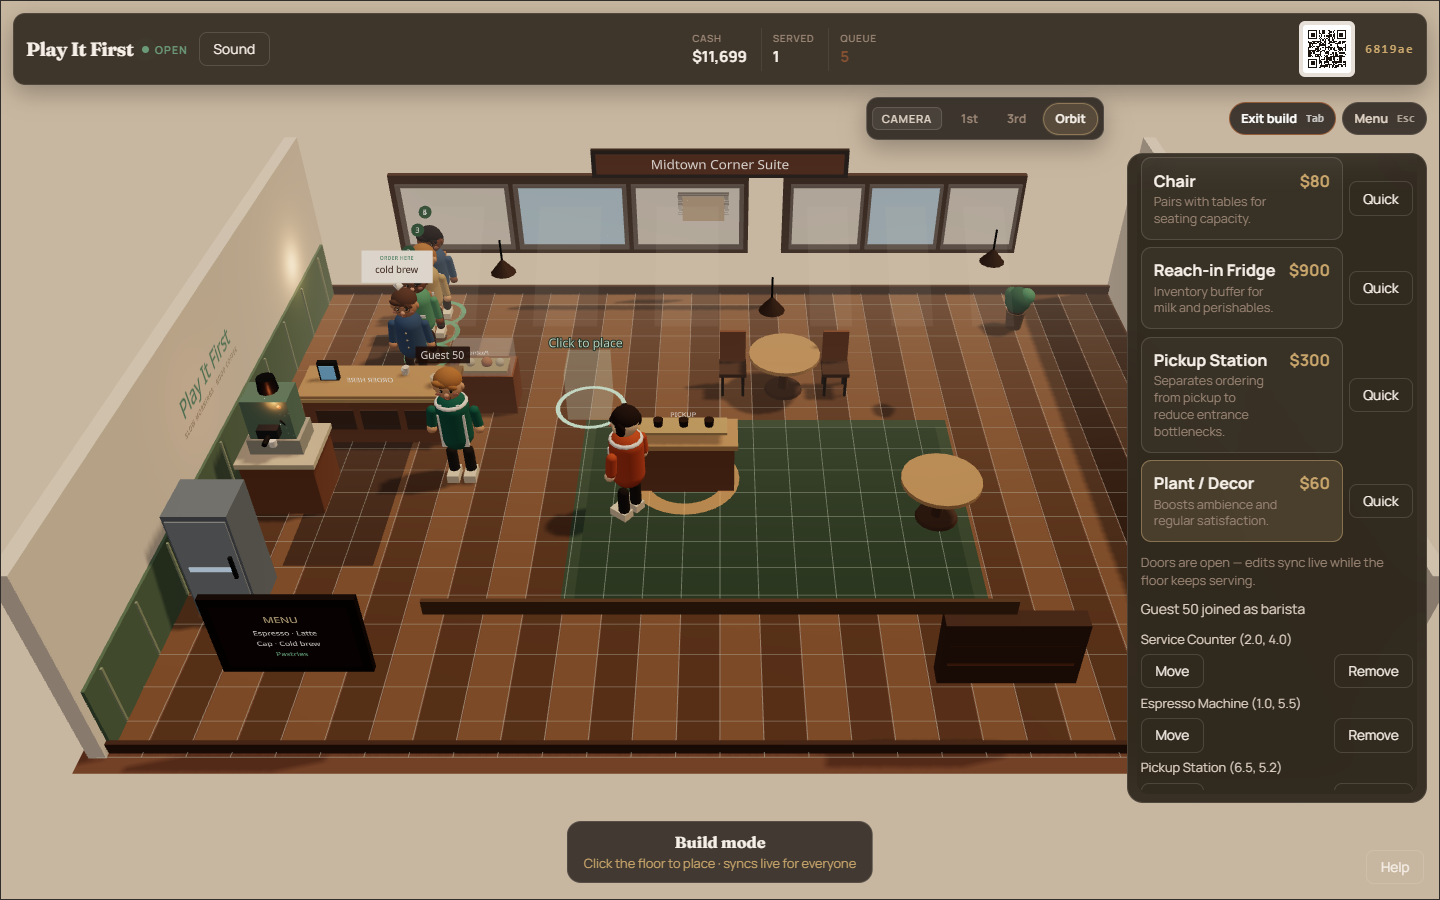 Play It First
OPEN
Sound
CASH
$11,699
SERVED
1
QUEUE
5
6819ae
CAMERA
1st
3rd
Orbit
Exit build Tab
Menu Esc
Midtown Corner Suite
ORDER HERE
cold brew
Click to place
Guest 50
PICKUP
Play It First
MENU
Espresso · Latte
Cap · Cold brew
Pastries
Chair
$80
Pairs with tables for
seating capacity.
Quick
Reach-in Fridge
$900
Inventory buffer for
milk and perishables.
Quick
Pickup Station
$300
Separates ordering
from pickup to
reduce entrance
bottlenecks.
Quick
Plant / Decor
$60
Boosts ambience and
regular satisfaction.
Quick
Doors are open — edits sync live while the
floor keeps serving.
Guest 50 joined as barista
Service Counter (2.0, 4.0)
Move
Remove
Espresso Machine (1.0, 5.5)
Move
Remove
Pickup Station (6.5, 5.2)
Build mode
Click the floor to place · syncs live for everyone
Help